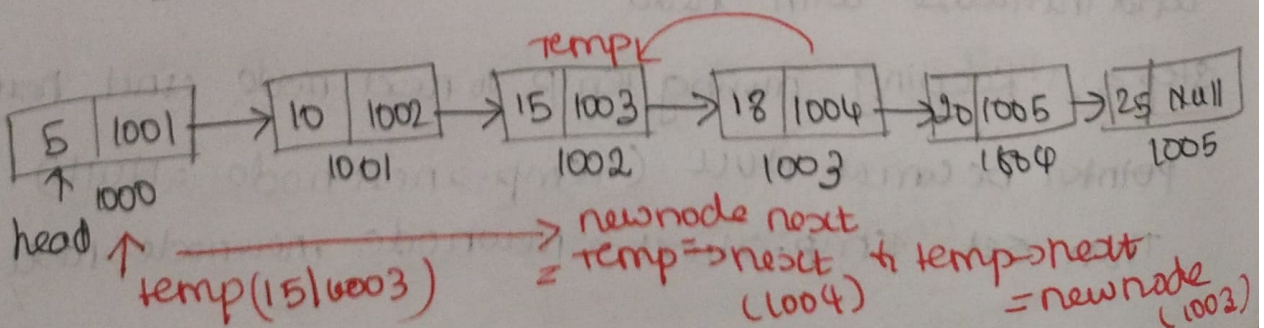 Temp
5 1001 10 1002 15 1003 18 1004 20 1005 25 Null
1000 1001 1002 1003 1004 1005
head
newnode next
temp(15|1003) = temp=>next & temp->next
(1004) = newnode
(1003)